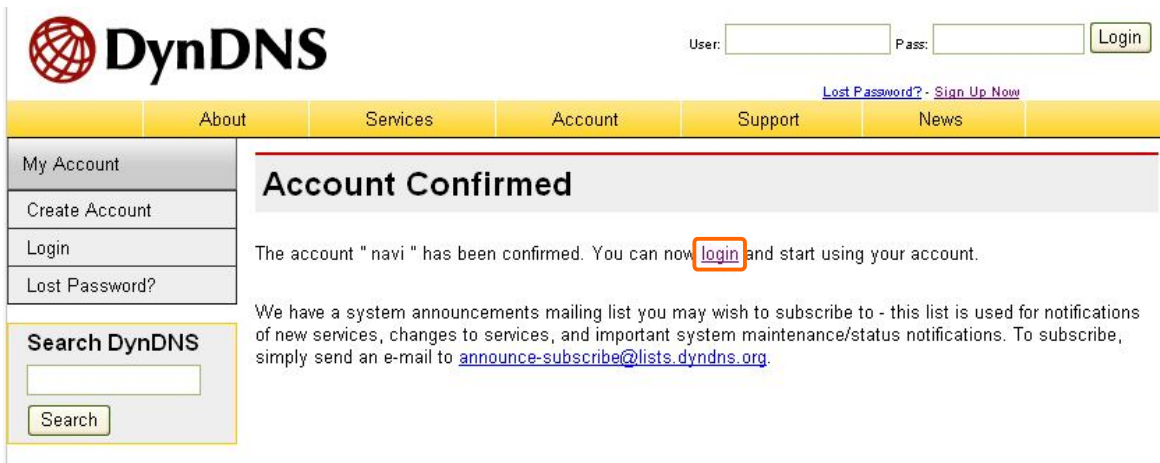 DynDNS
User: Pass: Login
Lost Password? - Sign Up Now
About Services Account Support News
My Account
Create Account
Login
Lost Password?
Search DynDNS
Search
Account Confirmed
The account " navi " has been confirmed. You can now login and start using your account.
We have a system announcements mailing list you may wish to subscribe to - this list is used for notifications
of new services, changes to services, and important system maintenance/status notifications. To subscribe,
simply send an e-mail to announce-subscribe@lists.dyndns.org.